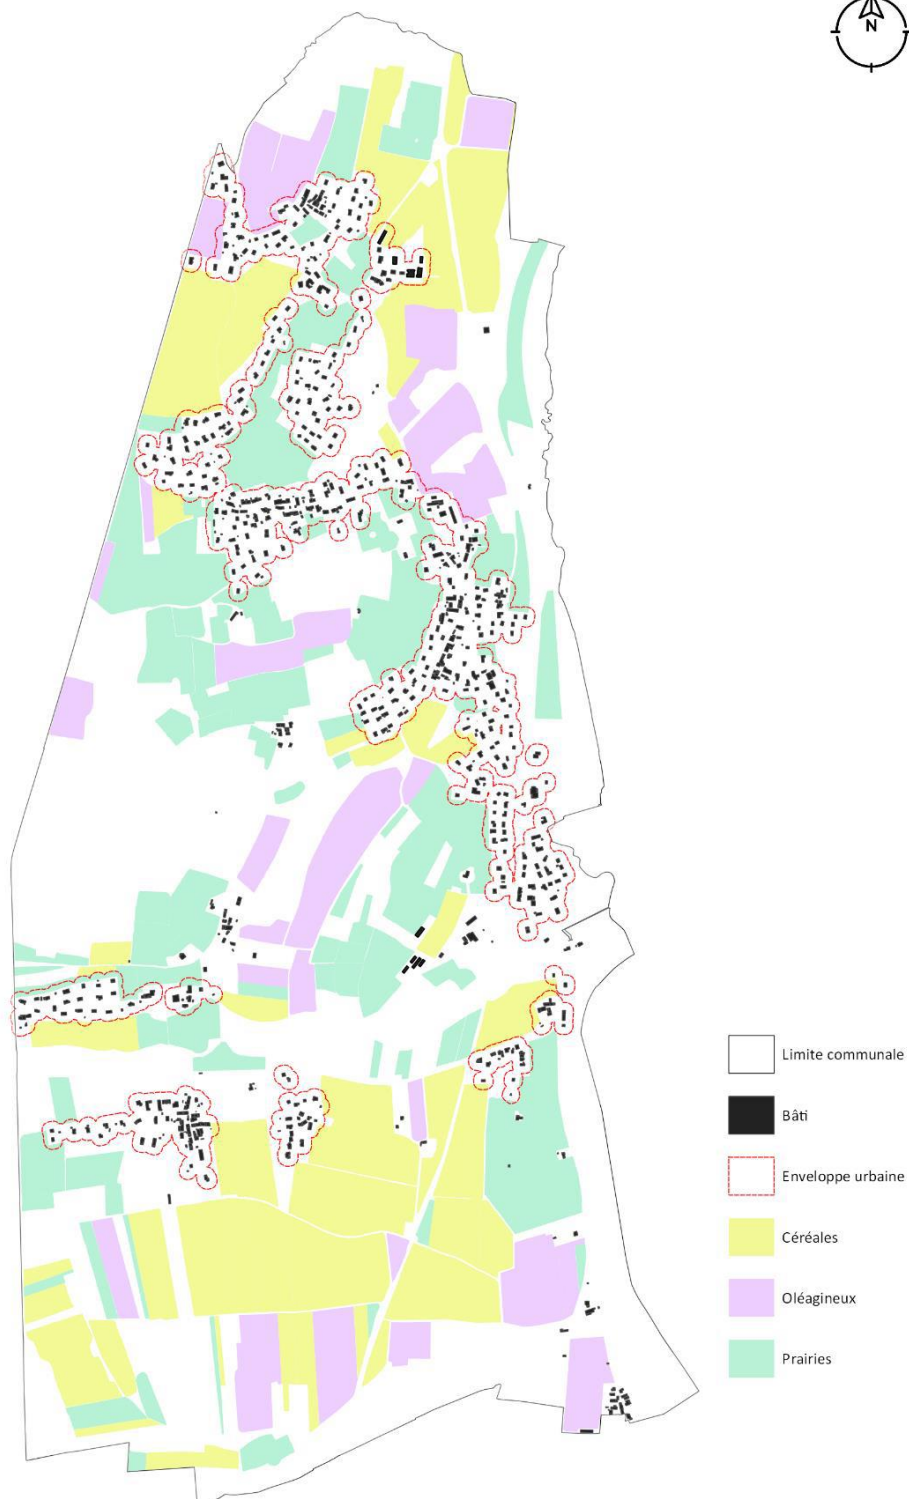 N
Limite communale
Bâti
Enveloppe urbaine
Céréales
Oléagineux
Prairies